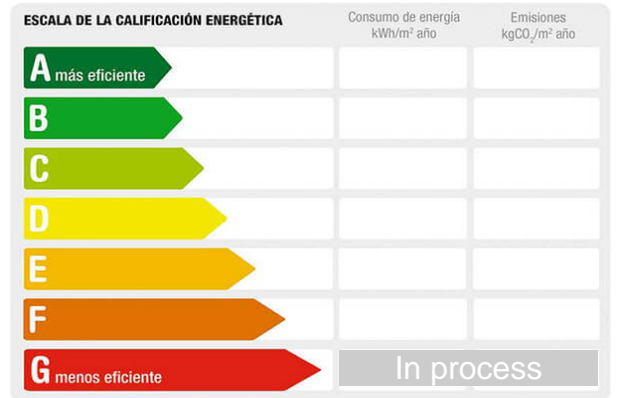 ESCALA DE LA CALIFICACIÓN ENERGÉTICA
Consumo de energía
kWh/m² año
Emisiones
kgCO₂/m² año
A más eficiente
B
C
D
E
F
G menos eficiente
In process